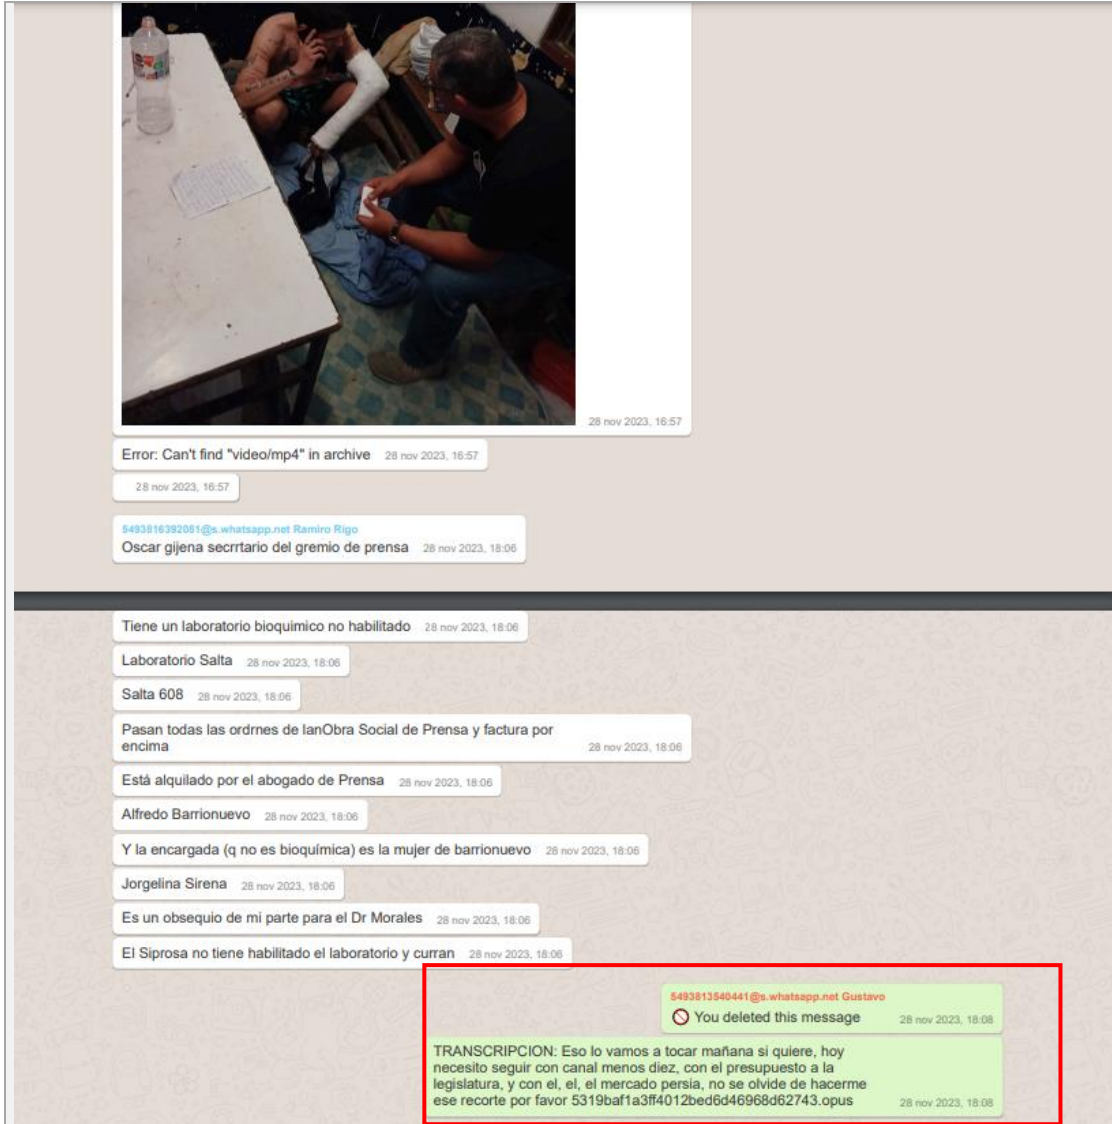 28 nov 2023, 16:57
Error: Can't find "video/mp4" in archive 28 nov 2023, 16:57
28 nov 2023, 16:57
5493816392081@s.whatsapp.net Ramiro Rigo
Oscar gijena secrrtario del gremio de prensa 28 nov 2023, 18:06
Tiene un laboratorio bioquimico no habilitado 28 nov 2023, 18:06
Laboratorio Salta 28 nov 2023, 18:06
Salta 608 28 nov 2023, 18:06
Pasan todas las ordrnes de lanObra Social de Prensa y factura por
encima 28 nov 2023, 18:06
Está alquilado por el abogado de Prensa 28 nov 2023, 18:06
Alfredo Barrionuevo 28 nov 2023, 18:06
Y la encargada (q no es bioquímica) es la mujer de barrionuevo 28 nov 2023, 18:06
Jorgelina Sirena 28 nov 2023, 18:06
Es un obsequio de mi parte para el Dr Morales 28 nov 2023, 18:06
El Siprosa no tiene habilitado el laboratorio y curran 28 nov 2023, 18:06
5493813540441@s.whatsapp.net Gustavo
You deleted this message 28 nov 2023, 18:08
TRANSCRIPCION: Eso lo vamos a tocar mañana si quiere, hoy
necesito seguir con canal menos diez, con el presupuesto a la
legislatura, y con el, el, el mercado persia, no se olvide de hacerme
ese recorte por favor 5319baf1a3ff4012bed6d46968d62743.opus 28 nov 2023, 18:08